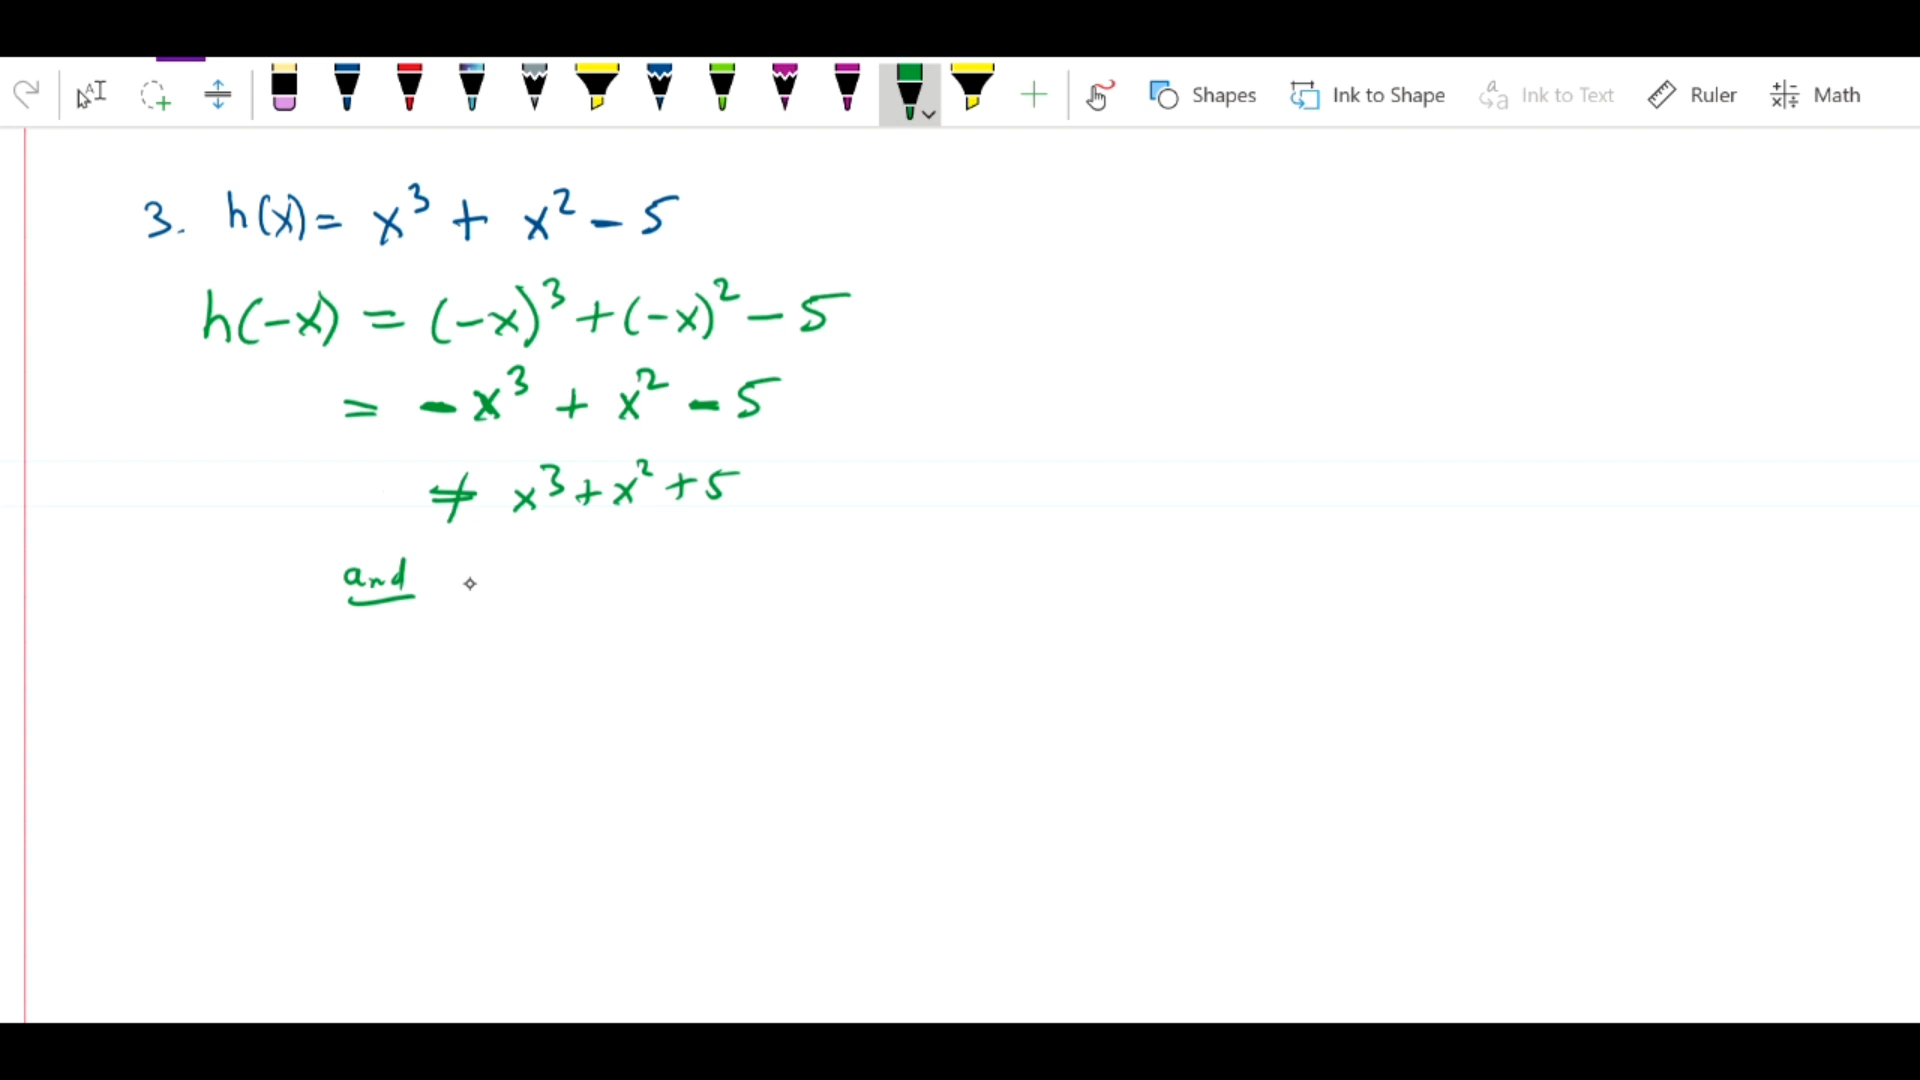 Shapes Ink to Shape Ink to Text Ruler Math
3. h(x) = x³ + x² - 5
h(-x) = (-x)³ + (-x)² - 5
= -x³ + x² - 5
≠ x³ + x² + 5
and